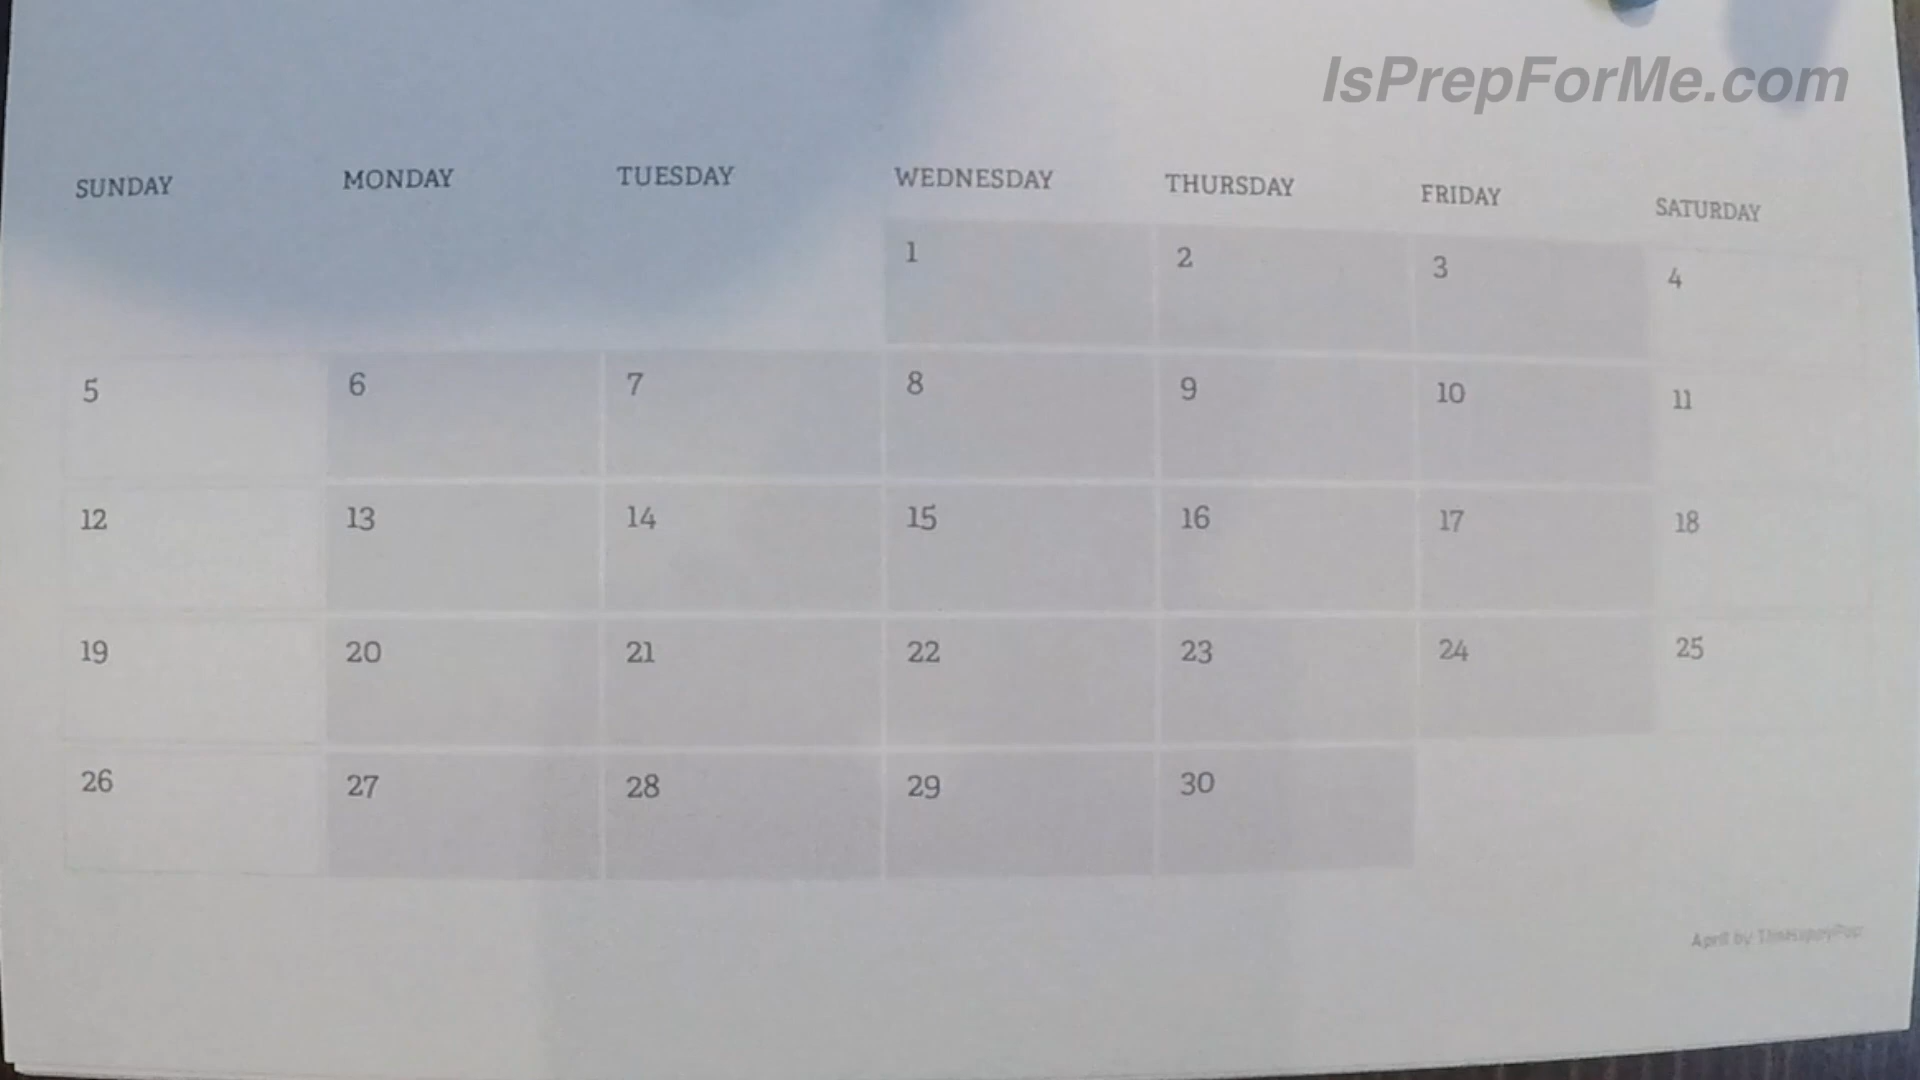 IsPrepForMe.com
SUNDAY MONDAY TUESDAY WEDNESDAY THURSDAY FRIDAY SATURDAY
1 2 3 4
5 6 7 8 9 10 11
12 13 14 15 16 17 18
19 20 21 22 23 24 25
26 27 28 29 30
April by